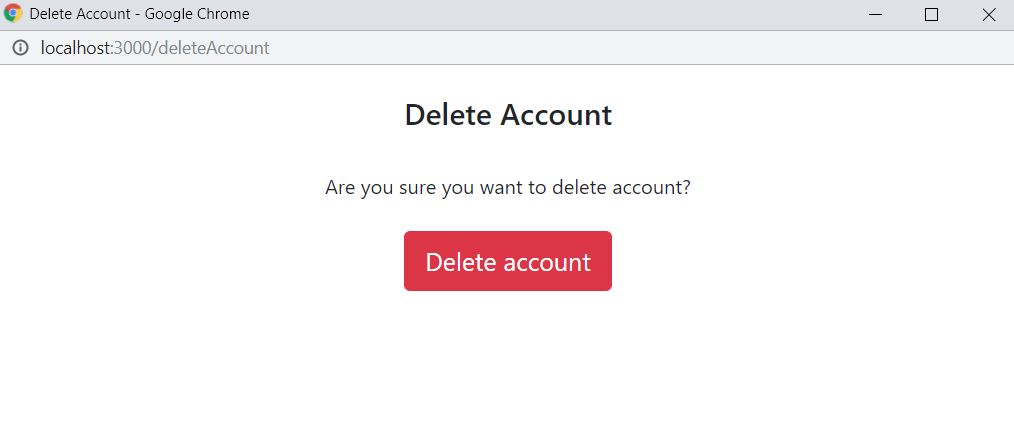 Delete Account - Google Chrome
localhost:3000/deleteAccount
Delete Account
Are you sure you want to delete account?
Delete account